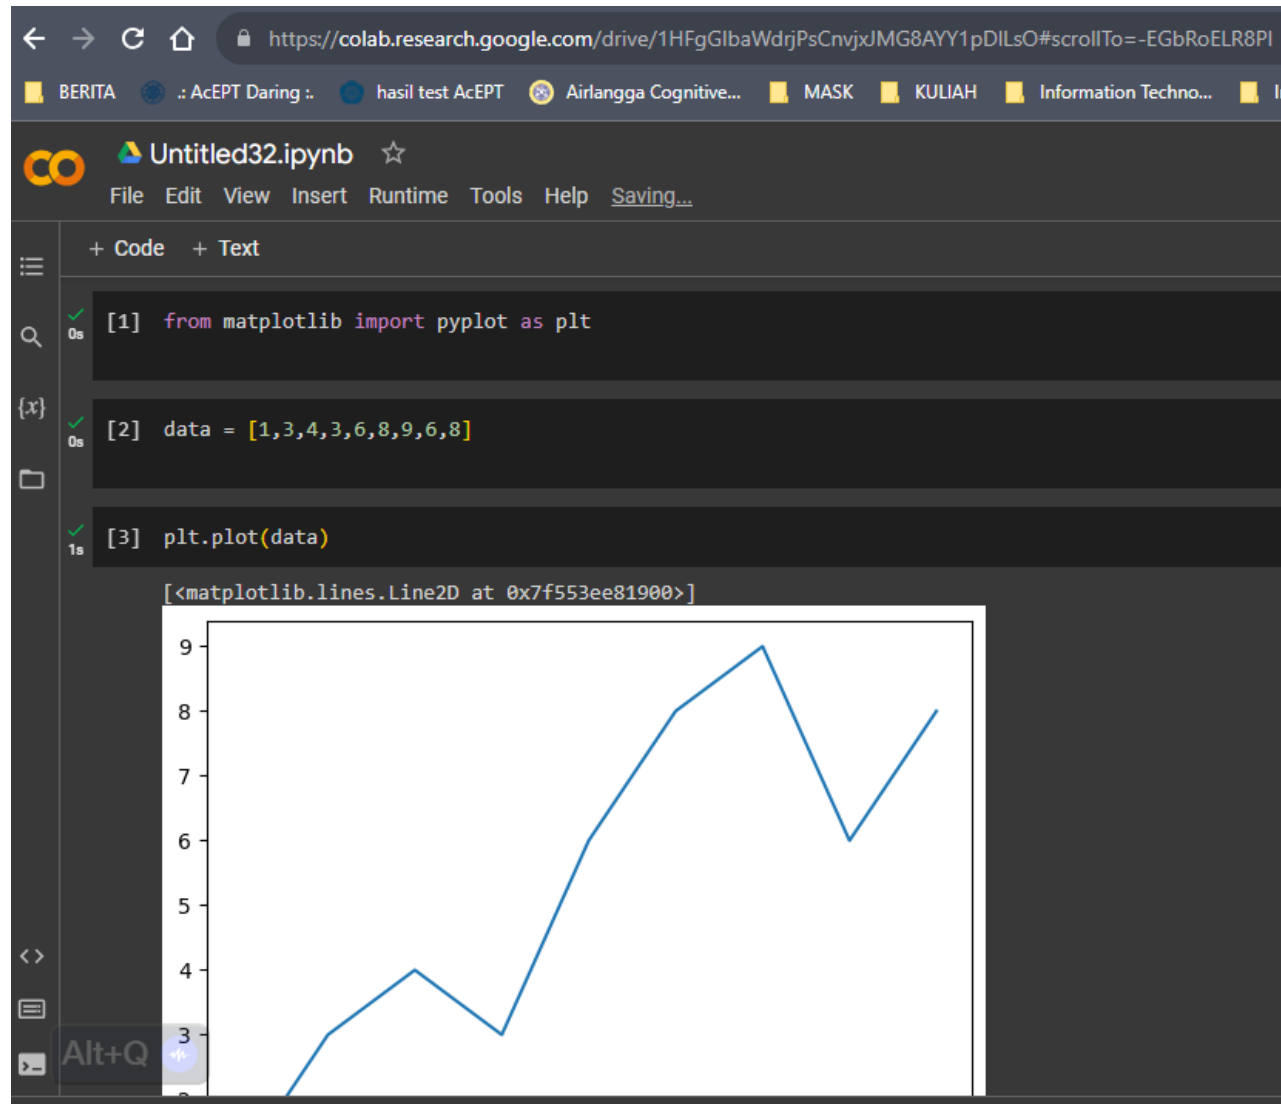 https://colab.research.google.com/drive/1HFgGIbaWdrjPsCnvjxJMG8AYY1pDILsO#scrollTo=-EGbRoELR8PI
BERITA .: AcEPT Daring :. hasil test AcEPT Airlangga Cognitive... MASK KULIAH Information Techno...
CO Untitled32.ipynb
File Edit View Insert Runtime Tools Help Saving...
+ Code + Text
0s [1] from matplotlib import pyplot as plt
{x}
0s [2] data = [1,3,4,3,6,8,9,6,8]
1s [3] plt.plot(data)
[<matplotlib.lines.Line2D at 0x7f553ee81900>]
9
8
7
6
5
4
3
Alt+Q